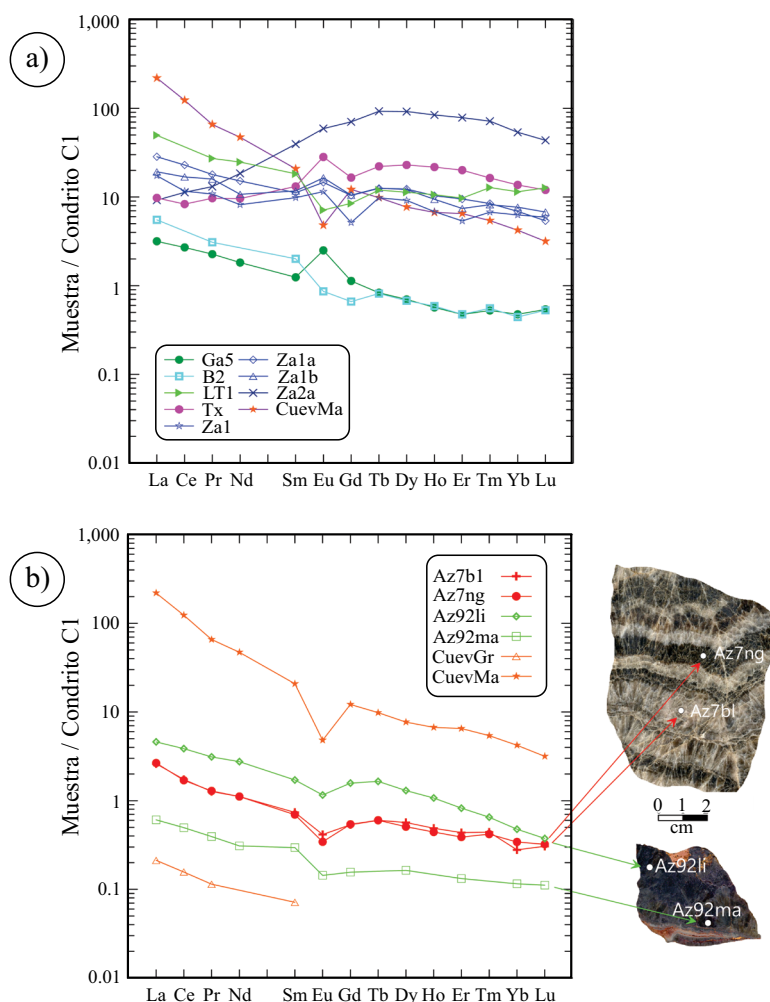 a)
Muestra / Condrito C1
1,000
100
10
1
0.1
0.01
Ga5
B2
LT1
Tx
Za1
Za1a
Za1b
Za2a
CuevMa
La Ce Pr Nd Sm Eu Gd Tb Dy Ho Er Tm Yb Lu
b)
Muestra / Condrito C1
1,000
100
10
1
0.1
0.01
Az7b1
Az7ng
Az92li
Az92ma
CuevGr
CuevMa
La Ce Pr Nd Sm Eu Gd Tb Dy Ho Er Tm Yb Lu
Az7ng
Az7bl
0 1 2
cm
Az92li
Az92ma